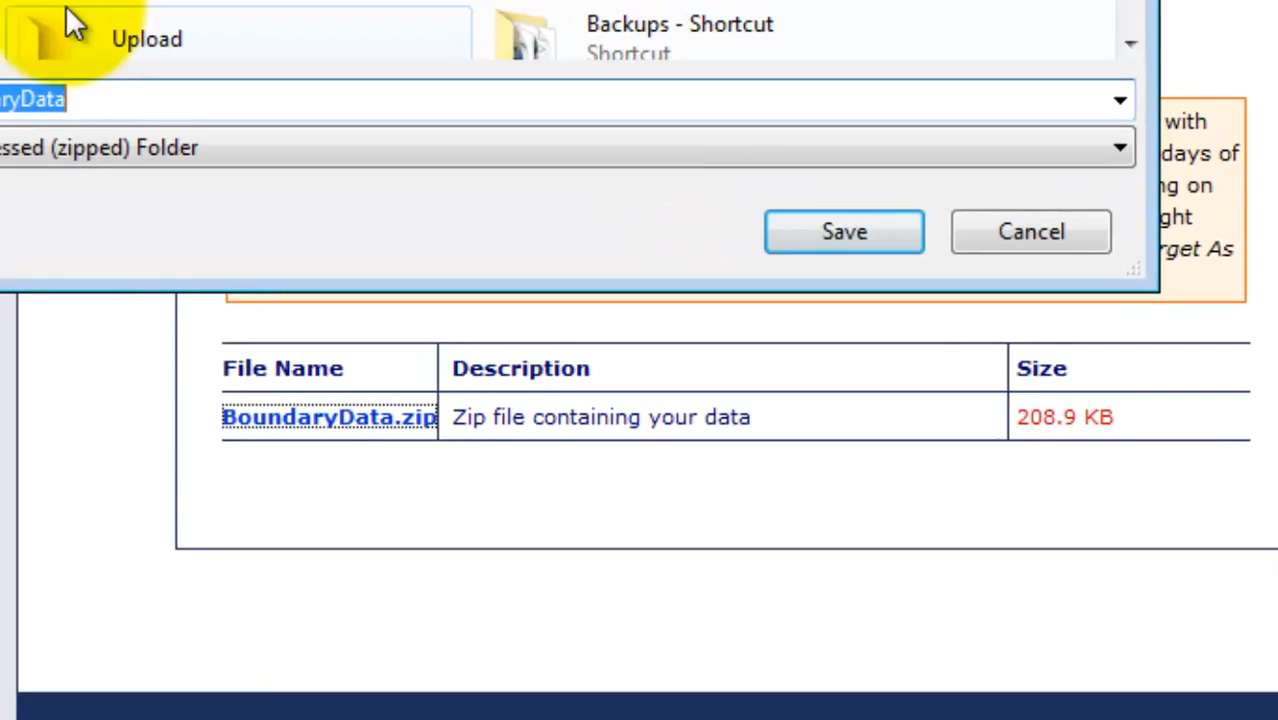 Upload
Backups - Shortcut
Shortcut
aryData
essed (zipped) Folder
Save
Cancel
with
days of
ng on
ght
rget As
File Name
Description
Size
BoundaryData.zip
Zip file containing your data
208.9 KB